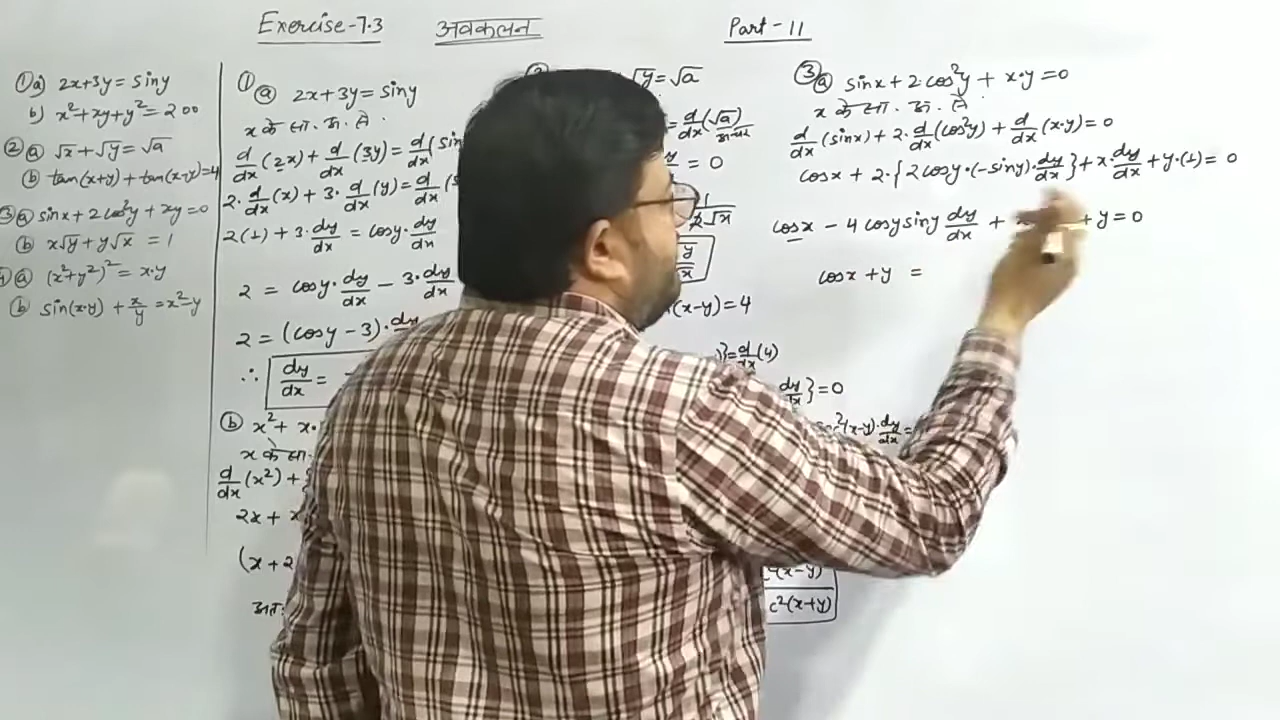 Exercise-7.3 अवकलन Part-11
① a) 2x+3y = siny
b) x²+xy+y² = 200
② a √x+√y = √a
b tan(x+y)+tan(x-y)=4
③ a sinx+2cos²y+xy=0
b x√y+y√x = 1
a (x²+y²)² = x·y
b sin(x·y)+x/y = x²-y
①
a 2x+3y = siny
x के सा. अ. से.
d/dx(2x)+d/dx(3y)=d/dx(sin
2·d/dx(x)+3·d/dx(y)=d/dx(s
2(1)+3·dy/dx = cosy·dy/dx
2 = cosy·dy/dx - 3·dy/dx
2 = (cosy-3)·dy
∴ dy/dx =
b x²+x·
x के सा.
d/dx(x²)+
2x+x
(x+2
अतः
√y=√a
=d/dx(√a)
= 0
(x-y)=4
}=d/dx(4)
dy/dx}=0
²(x-y)·dy/dx=
(x-y)
c²(x+y)
③
a sinx+2·cos²y+x·y=0
x के सा. अ. से.
d/dx(sinx)+2·d/dx(cos²y)+d/dx(x·y)=0
cosx+2·{2cosy·(-siny)·dy/dx}+x·dy/dx+y·(1)=0
cosx-4cosysiny dy/dx + +y=0
cosx+y =